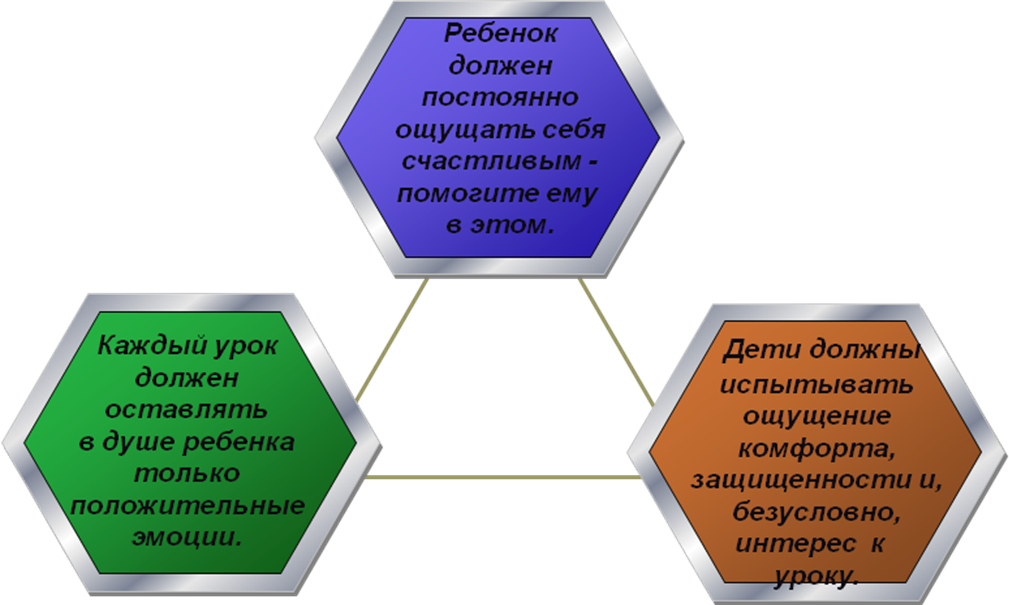 Ребенок
должен
постоянно
ощущать себя
счастливым -
помогите ему
в этом.
Каждый урок
должен
оставлять
в душе ребенка
только
положительные
эмоции.
Дети должны
испытывать
ощущение
комфорта,
защищенности и,
безусловно,
интерес к
уроку.